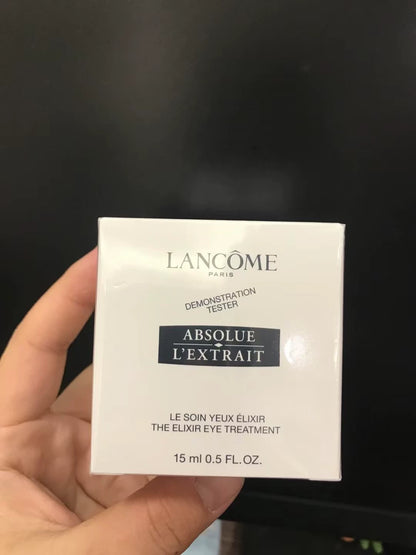 LANCÔME
PARIS
DEMONSTRATION
TESTER
ABSOLUE
L'EXTRAIT
LE SOIN YEUX ÉLIXIR
THE ELIXIR EYE TREATMENT
15 ml 0.5 FL.OZ.